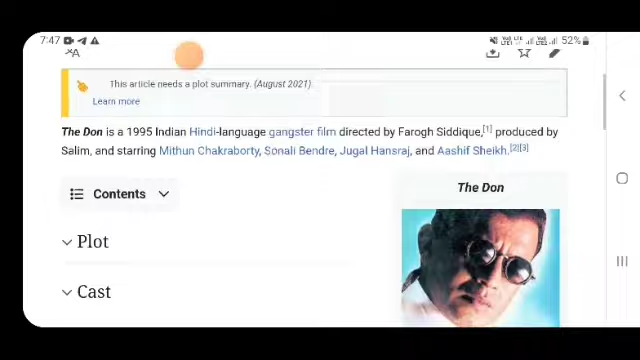 7:47
52%
This article needs a plot summary. (August 2021)
Learn more
The Don is a 1995 Indian Hindi-language gangster film directed by Farogh Siddique,[1] produced by
Salim, and starring Mithun Chakraborty, Sonali Bendre, Jugal Hansraj, and Aashif Sheikh.[2][3]
Contents
The Don
Plot
Cast